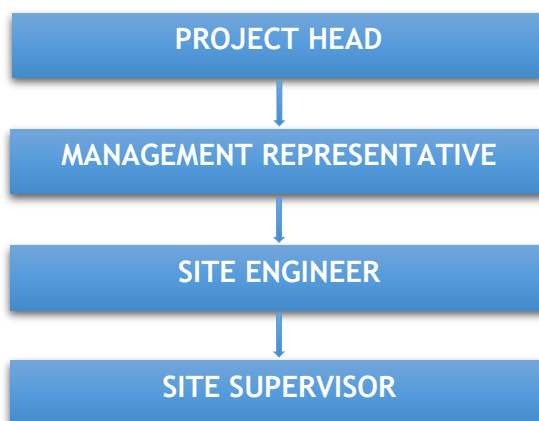 PROJECT HEAD
MANAGEMENT REPRESENTATIVE
SITE ENGINEER
SITE SUPERVISOR